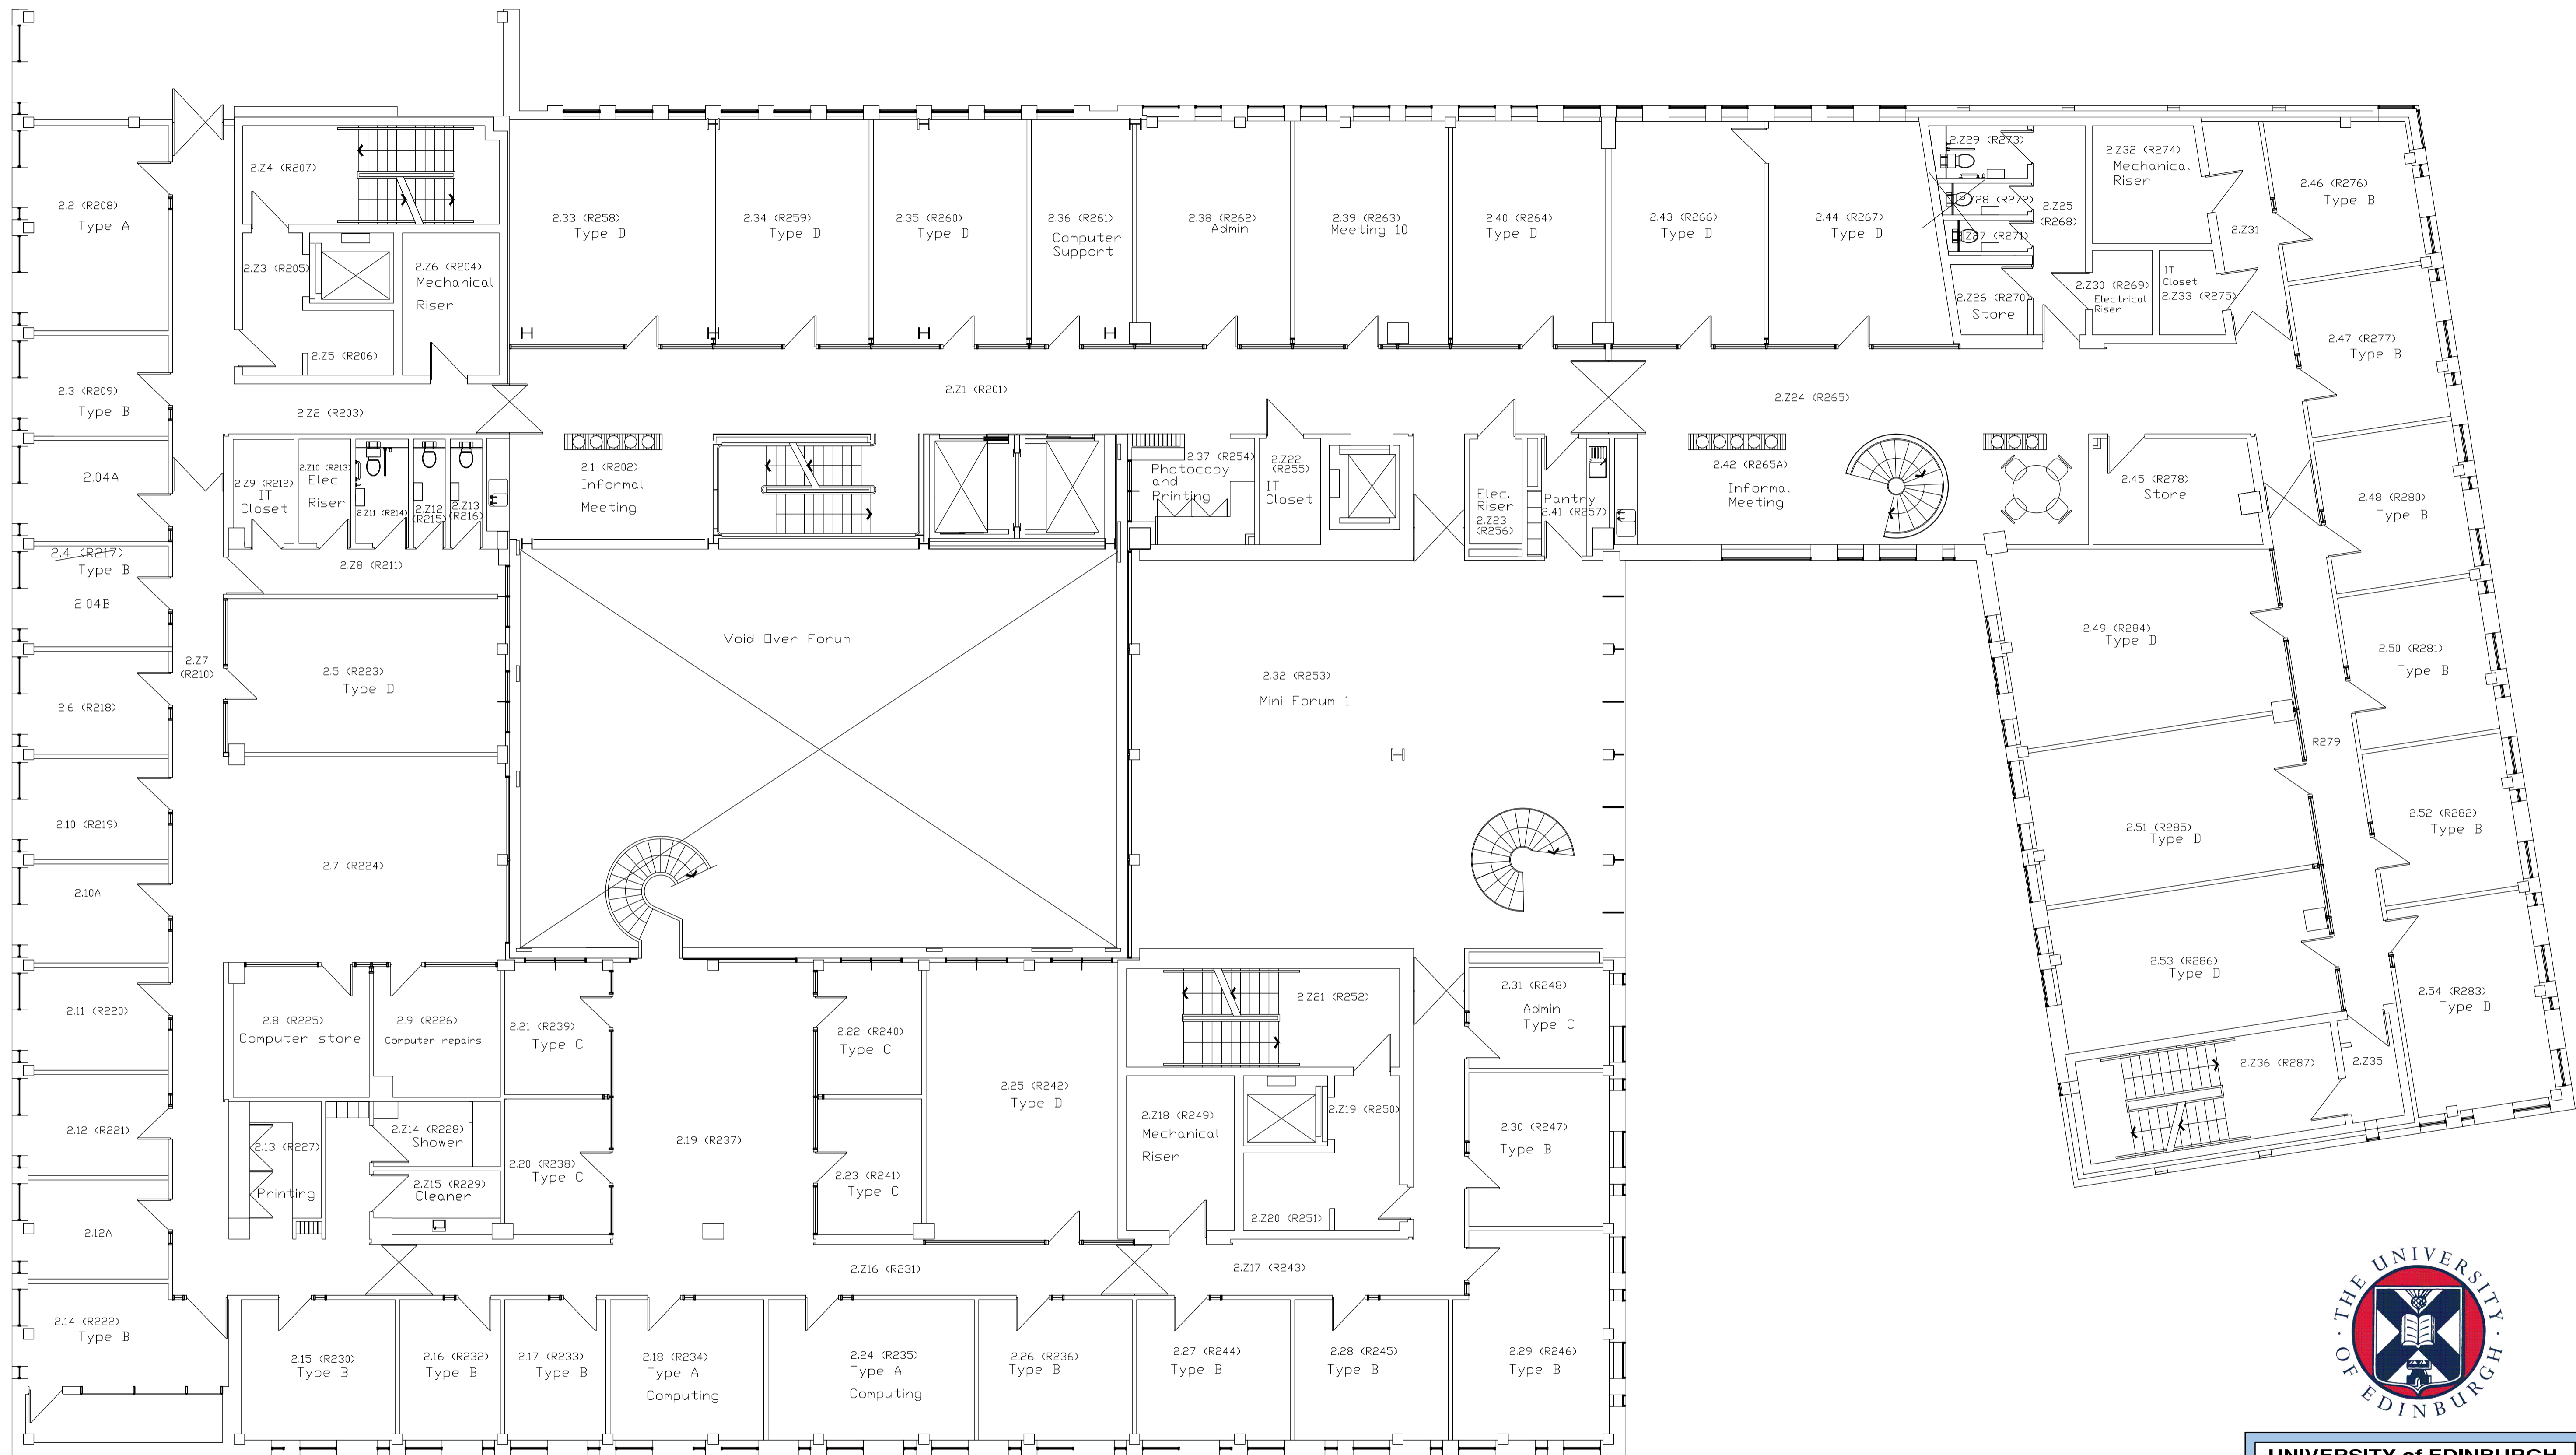 2.2 (R208)
Type A
2.Z4 (R207)
2.Z3 (R205)
2.Z6 (R204)
Mechanical
Riser
2.Z5 (R206)
2.33 (R258)
Type D
2.34 (R259)
Type D
2.35 (R260)
Type D
2.36 (R261)
Computer
Support
2.38 (R262)
Admin
2.39 (R263)
Meeting 10
2.40 (R264)
Type D
2.43 (R266)
Type D
2.44 (R267)
Type D
2.Z29 (R273)
2.Z28 (R272)
2.Z27 (R271)
2.Z25
(R268)
2.Z26 (R270)
Store
2.Z32 (R274)
Mechanical
Riser
2.Z31
2.Z30 (R269)
Electrical
Riser
IT
Closet
2.Z33 (R275)
2.46 (R276)
Type B
2.47 (R277)
Type B
2.3 (R209)
Type B
2.Z2 (R203)
2.Z1 (R201)
2.Z24 (R265)
2.04A
2.Z9 (R212)
IT
Closet
2.Z10 (R213)
Elec.
Riser
2.Z11 (R214)
2.Z12
(R215)
2.Z13
(R216)
2.1 (R202)
Informal
Meeting
2.37 (R254)
Photocopy
and
Printing
2.Z22
(R255)
IT
Closet
Elec.
Riser
2.Z23
(R256)
Pantry
2.41 (R257)
2.42 (R265A)
Informal
Meeting
2.45 (R278)
Store
2.48 (R280)
Type B
2.4 (R217)
Type B
2.04B
2.Z8 (R211)
2.Z7
(R210)
2.5 (R223)
Type D
Void Over Forum
2.32 (R253)
Mini Forum 1
2.49 (R284)
Type D
2.50 (R281)
Type B
R279
2.6 (R218)
2.10 (R219)
2.10A
2.7 (R224)
2.51 (R285)
Type D
2.52 (R282)
Type B
2.53 (R286)
Type D
2.54 (R283)
Type D
2.11 (R220)
2.8 (R225)
Computer store
2.9 (R226)
Computer repairs
2.21 (R239)
Type C
2.22 (R240)
Type C
2.25 (R242)
Type D
2.Z21 (R252)
2.31 (R248)
Admin
Type C
2.Z36 (R287)
2.Z35
2.12 (R221)
2.13 (R227)
Printing
2.Z14 (R228)
Shower
2.Z15 (R229)
Cleaner
2.20 (R238)
Type C
2.19 (R237)
2.23 (R241)
Type C
2.Z18 (R249)
Mechanical
Riser
2.Z19 (R250)
2.Z20 (R251)
2.30 (R247)
Type B
2.12A
2.Z16 (R231)
2.Z17 (R243)
2.14 (R222)
Type B
2.15 (R230)
Type B
2.16 (R232)
Type B
2.17 (R233)
Type B
2.18 (R234)
Type A
Computing
2.24 (R235)
Type A
Computing
2.26 (R236)
Type B
2.27 (R244)
Type B
2.28 (R245)
Type B
2.29 (R246)
Type B
THE UNIVERSITY
OF EDINBURGH
UNIVERSITY of EDINBURGH